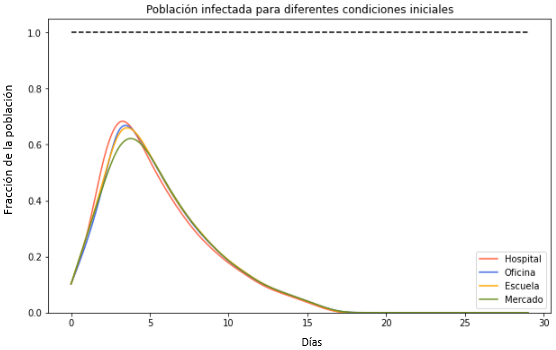 Población infectada para diferentes condiciones iniciales
Fracción de la población
1.0
0.8
0.6
0.4
0.2
0.0
0 5 10 15 20 25 30
Días
Hospital
Oficina
Escuela
Mercado